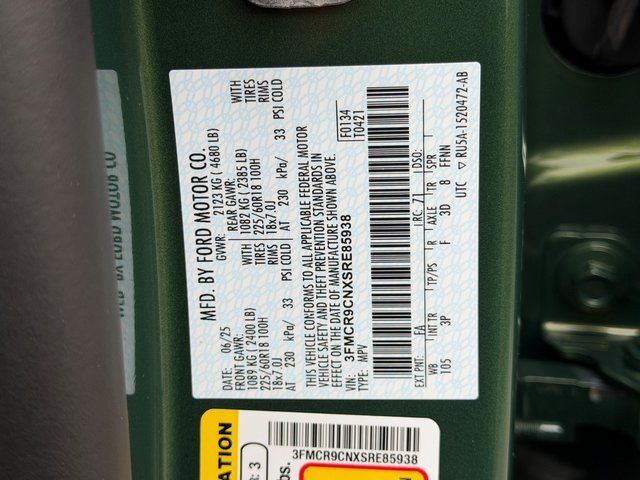 MFD. BY FORD MOTOR CO.
DATE: 06/25 GVWR: 2123 KG ( 4680 LB)
FRONT GAWR: REAR GAWR:
1089 KG ( 2400 LB) WITH 1082 KG ( 2385 LB) WITH
225/60R18 100H TIRES 225/60R18 100H TIRES
18x7.0J RIMS 18x7.0J RIMS
AT 230 kPa/ 33 PSI COLD AT 230 kPa/ 33 PSI COLD
THIS VEHICLE CONFORMS TO ALL APPLICABLE FEDERAL MOTOR
VEHICLE SAFETY AND THEFT PREVENTION STANDARDS IN
EFFECT ON THE DATE OF MANUFACTURE SHOWN ABOVE.
VIN: 3FMCR9CNXSRE85938 F0134
TYPE: MPV T0421
EXT PNT: EA RC: 71 DSO:
WB INT TR TP/PS R AXLE TR SPR
105 3P F 3D 8 FFNN
UTC ▽ RU5A-1520472-AB
3FMCR9CNXSRE85938